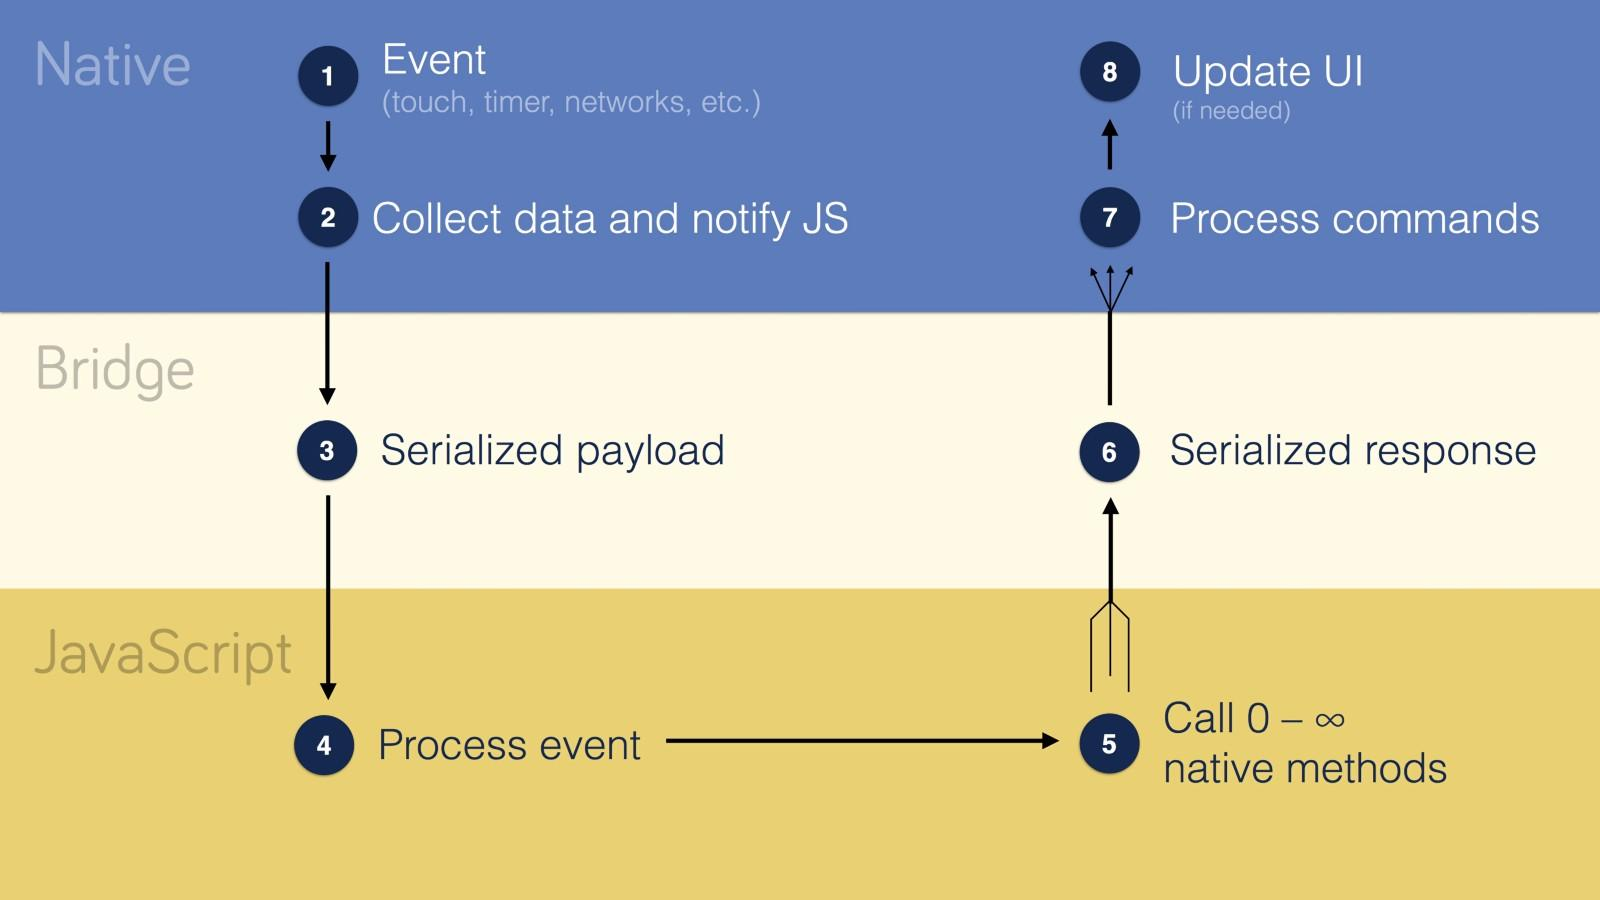 Native
1
Event
(touch, timer, networks, etc.)
2
Collect data and notify JS
8
Update UI
(if needed)
7
Process commands
Bridge
3
Serialized payload
6
Serialized response
JavaScript
4
Process event
5
Call 0 – ∞
native methods